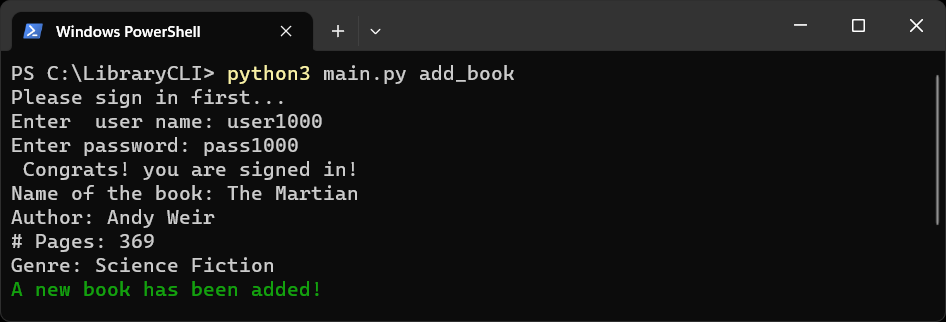 Windows PowerShell
PS C:\LibraryCLI> python3 main.py add_book
Please sign in first...
Enter  user name: user1000
Enter password: pass1000
 Congrats! you are signed in!
Name of the book: The Martian
Author: Andy Weir
# Pages: 369
Genre: Science Fiction
A new book has been added!